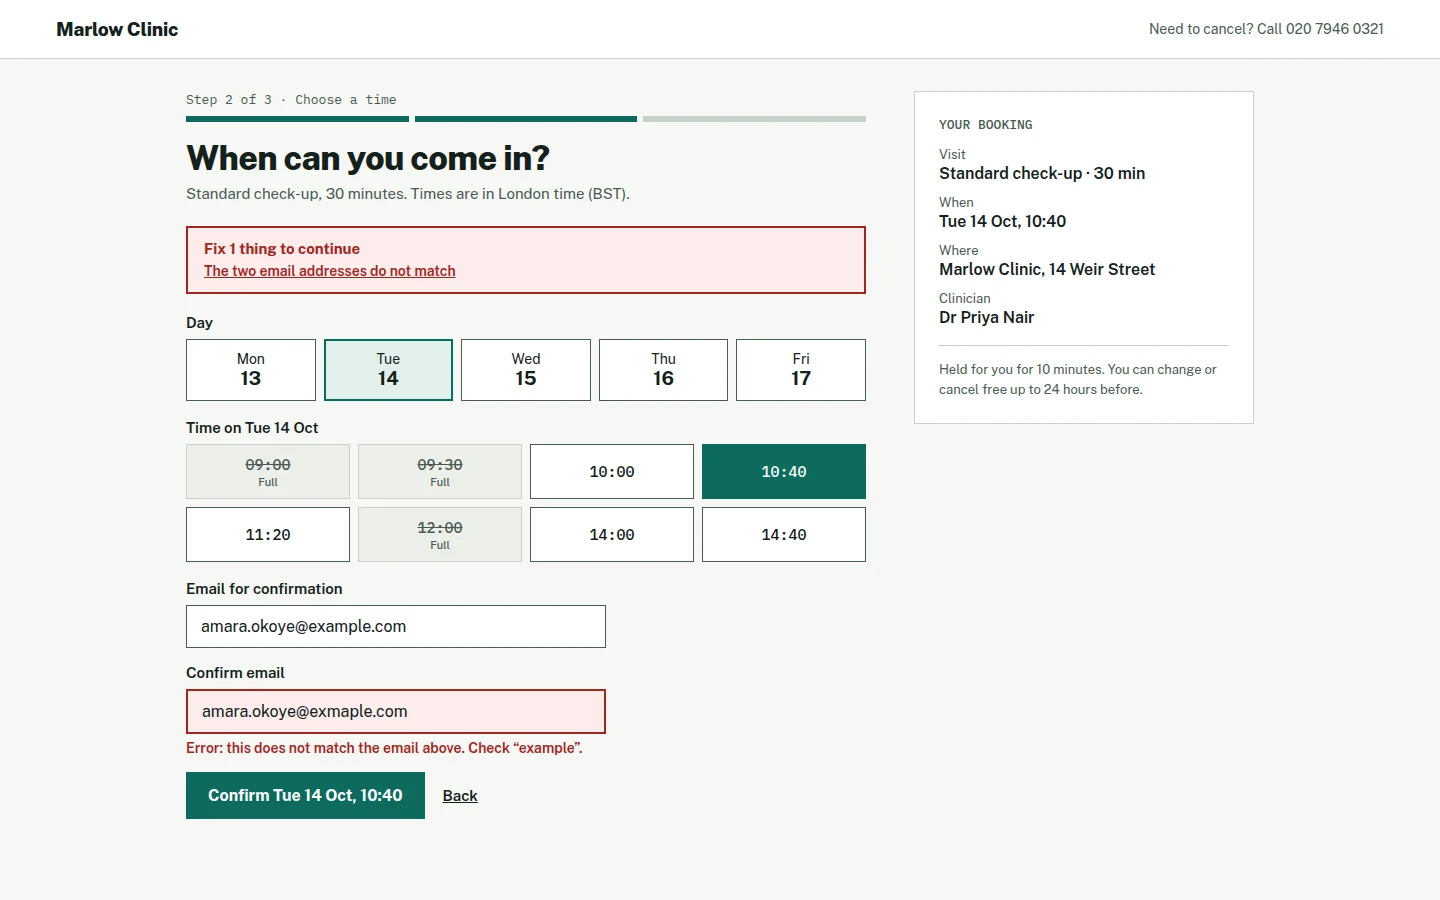 Marlow Clinic
Need to cancel? Call 020 7946 0321
Step 2 of 3 · Choose a time
When can you come in?
Standard check-up, 30 minutes. Times are in London time (BST).
Fix 1 thing to continue
The two email addresses do not match
Day
Mon
13
Tue
14
Wed
15
Thu
16
Fri
17
Time on Tue 14 Oct
09:00
Full
09:30
Full
10:00
10:40
11:20
12:00
Full
14:00
14:40
Email for confirmation
amara.okoye@example.com
Confirm email
amara.okoye@exmaple.com
Error: this does not match the email above. Check “example”.
Confirm Tue 14 Oct, 10:40
Back
YOUR BOOKING
Visit
Standard check-up · 30 min
When
Tue 14 Oct, 10:40
Where
Marlow Clinic, 14 Weir Street
Clinician
Dr Priya Nair
Held for you for 10 minutes. You can change or
cancel free up to 24 hours before.